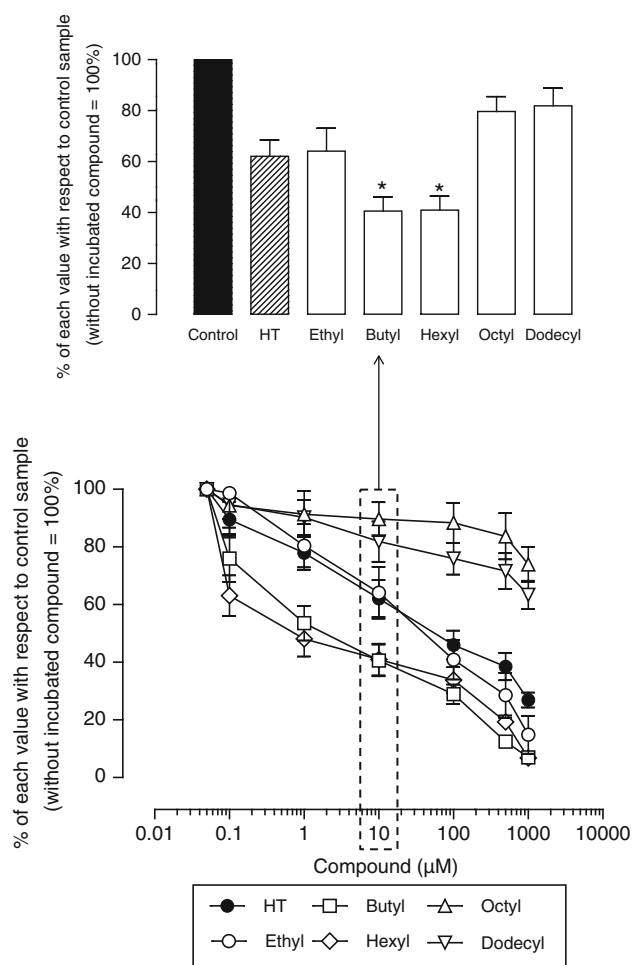 % of each value with respect to control sample
(without incubated compound = 100%)
100
80
60
40
20
0
* *
Control HT Ethyl Butyl Hexyl Octyl Dodecyl
% of each value with respect to control sample
(without incubated compound = 100%)
100
80
60
40
20
0
0.01 0.1 1 10 100 1000 10000
Compound (µM)
HT Butyl Octyl
Ethyl Hexyl Dodecyl